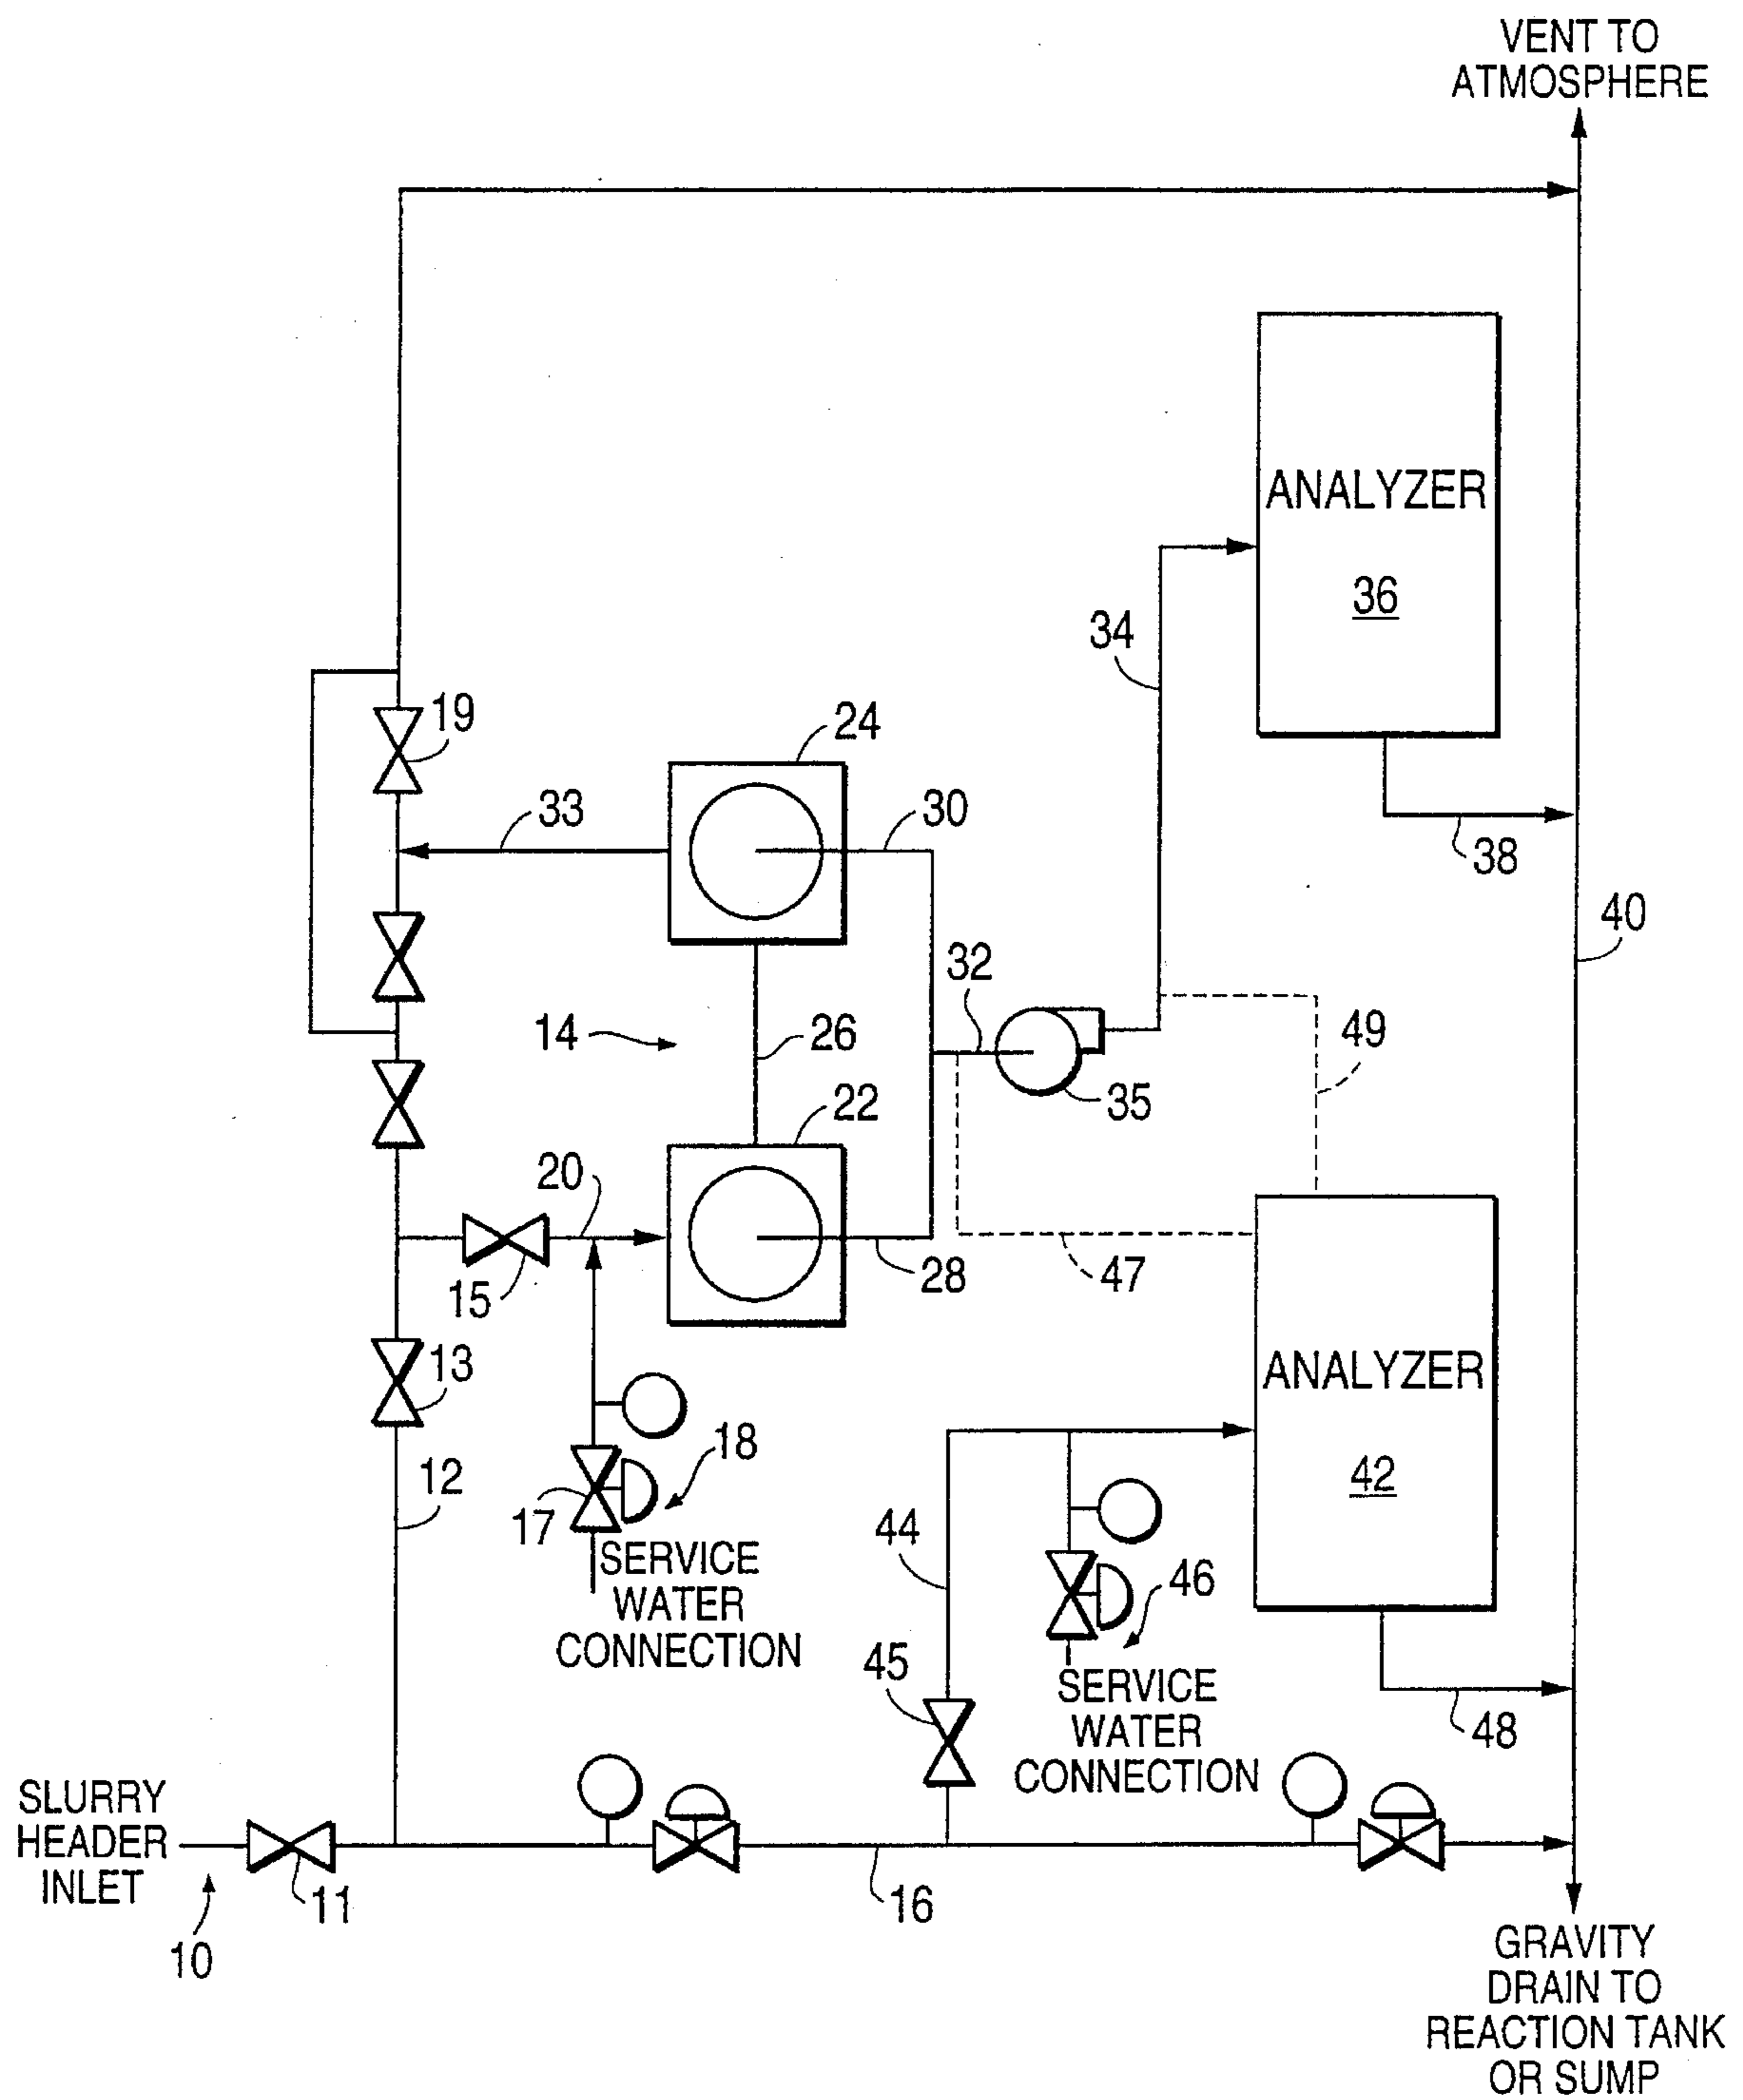 VENT TO
ATMOSPHERE
ANALYZER
36
34
19
24
33
30
38
40
32
14
26
49
35
22
20
28
47
15
13
ANALYZER
42
18
12
17
44
46
SERVICE
WATER
CONNECTION
45
SERVICE
WATER
CONNECTION
48
SLURRY
HEADER
INLET
11
16
10
GRAVITY
DRAIN TO
REACTION TANK
OR SUMP